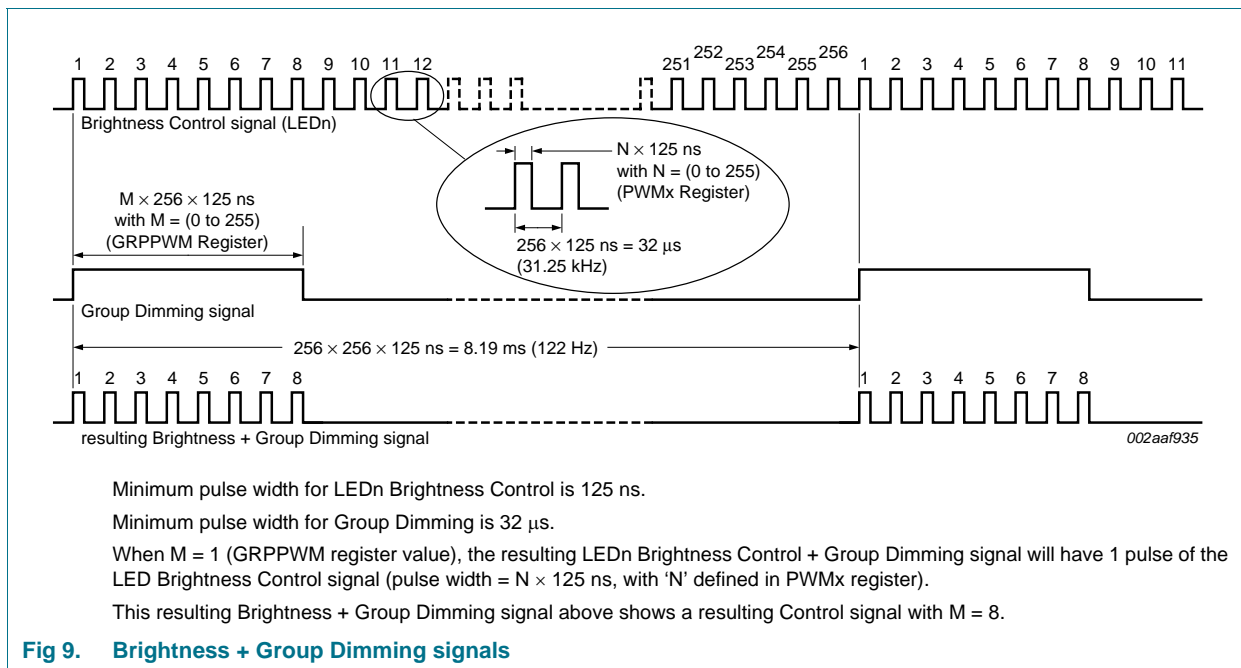 1 2 3 4 5 6 7 8 9 10 11 12 251 252 253 254 255 256 1 2 3 4 5 6 7 8 9 10 11
Brightness Control signal (LEDn)
N × 125 ns
with N = (0 to 255)
(PWMx Register)
256 × 125 ns = 32 μs
(31.25 kHz)
M × 256 × 125 ns
with M = (0 to 255)
(GRPPWM Register)
Group Dimming signal
256 × 256 × 125 ns = 8.19 ms (122 Hz)
1 2 3 4 5 6 7 8 1 2 3 4 5 6 7 8
resulting Brightness + Group Dimming signal
002aaf935
Minimum pulse width for LEDn Brightness Control is 125 ns.
Minimum pulse width for Group Dimming is 32 μs.
When M = 1 (GRPPWM register value), the resulting LEDn Brightness Control + Group Dimming signal will have 1 pulse of the
LED Brightness Control signal (pulse width = N × 125 ns, with ‘N’ defined in PWMx register).
This resulting Brightness + Group Dimming signal above shows a resulting Control signal with M = 8.
Fig 9. Brightness + Group Dimming signals